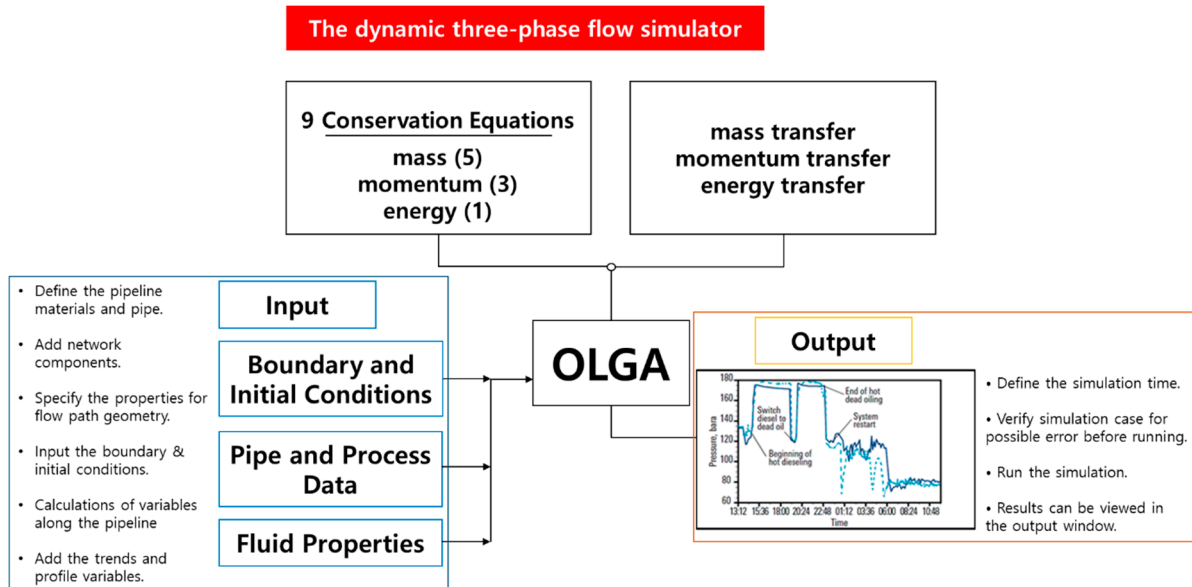 The dynamic three-phase flow simulator
9 Conservation Equations
mass (5)
momentum (3)
energy (1)
mass transfer
momentum transfer
energy transfer
• Define the pipeline
materials and pipe.
• Add network
components.
• Specify the properties for
flow path geometry.
• Input the boundary &
initial conditions.
• Calculations of variables
along the pipeline
• Add the trends and
profile variables.
Input
Boundary and
Initial Conditions
Pipe and Process
Data
Fluid Properties
OLGA
Output
Pressure, bara
180
160
140
120
100
80
60
End of hot
dead oiling
Switch
diesel to
dead oil
System
restart
Beginning of
hot dieseling
13:12 15:36 18:00 20:24 22:48 01:12 03:36 06:00 08:24 10:48
Time
• Define the simulation time.
• Verify simulation case for
possible error before running.
• Run the simulation.
• Results can be viewed in
the output window.